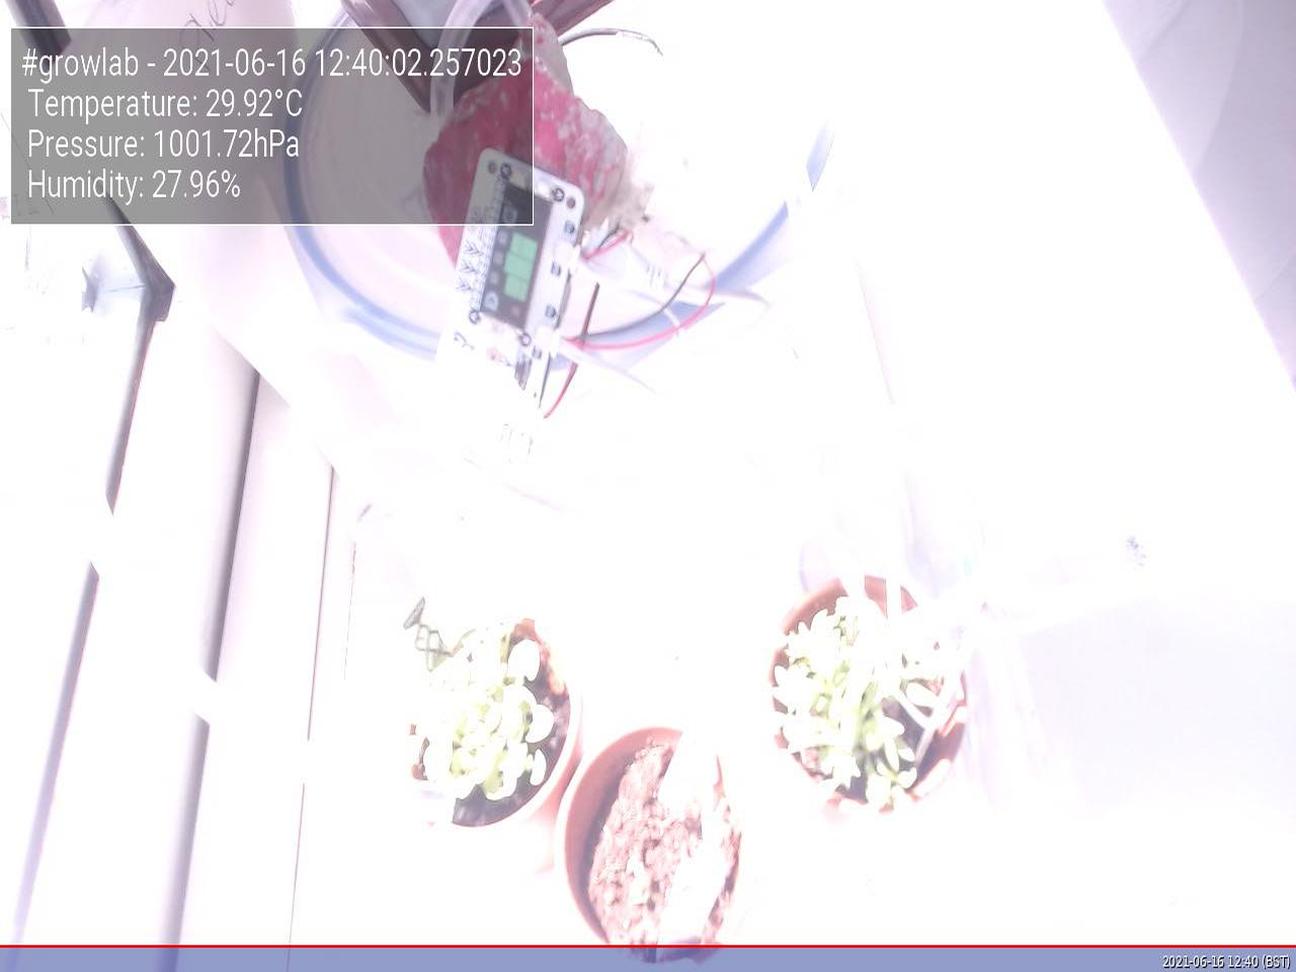 #growlab - 2021-06-16 12:40:02.257023
Temperature: 29.92°C
Pressure: 1001.72hPa
Humidity: 27.96%
2021-06-16 12:40 (BST)